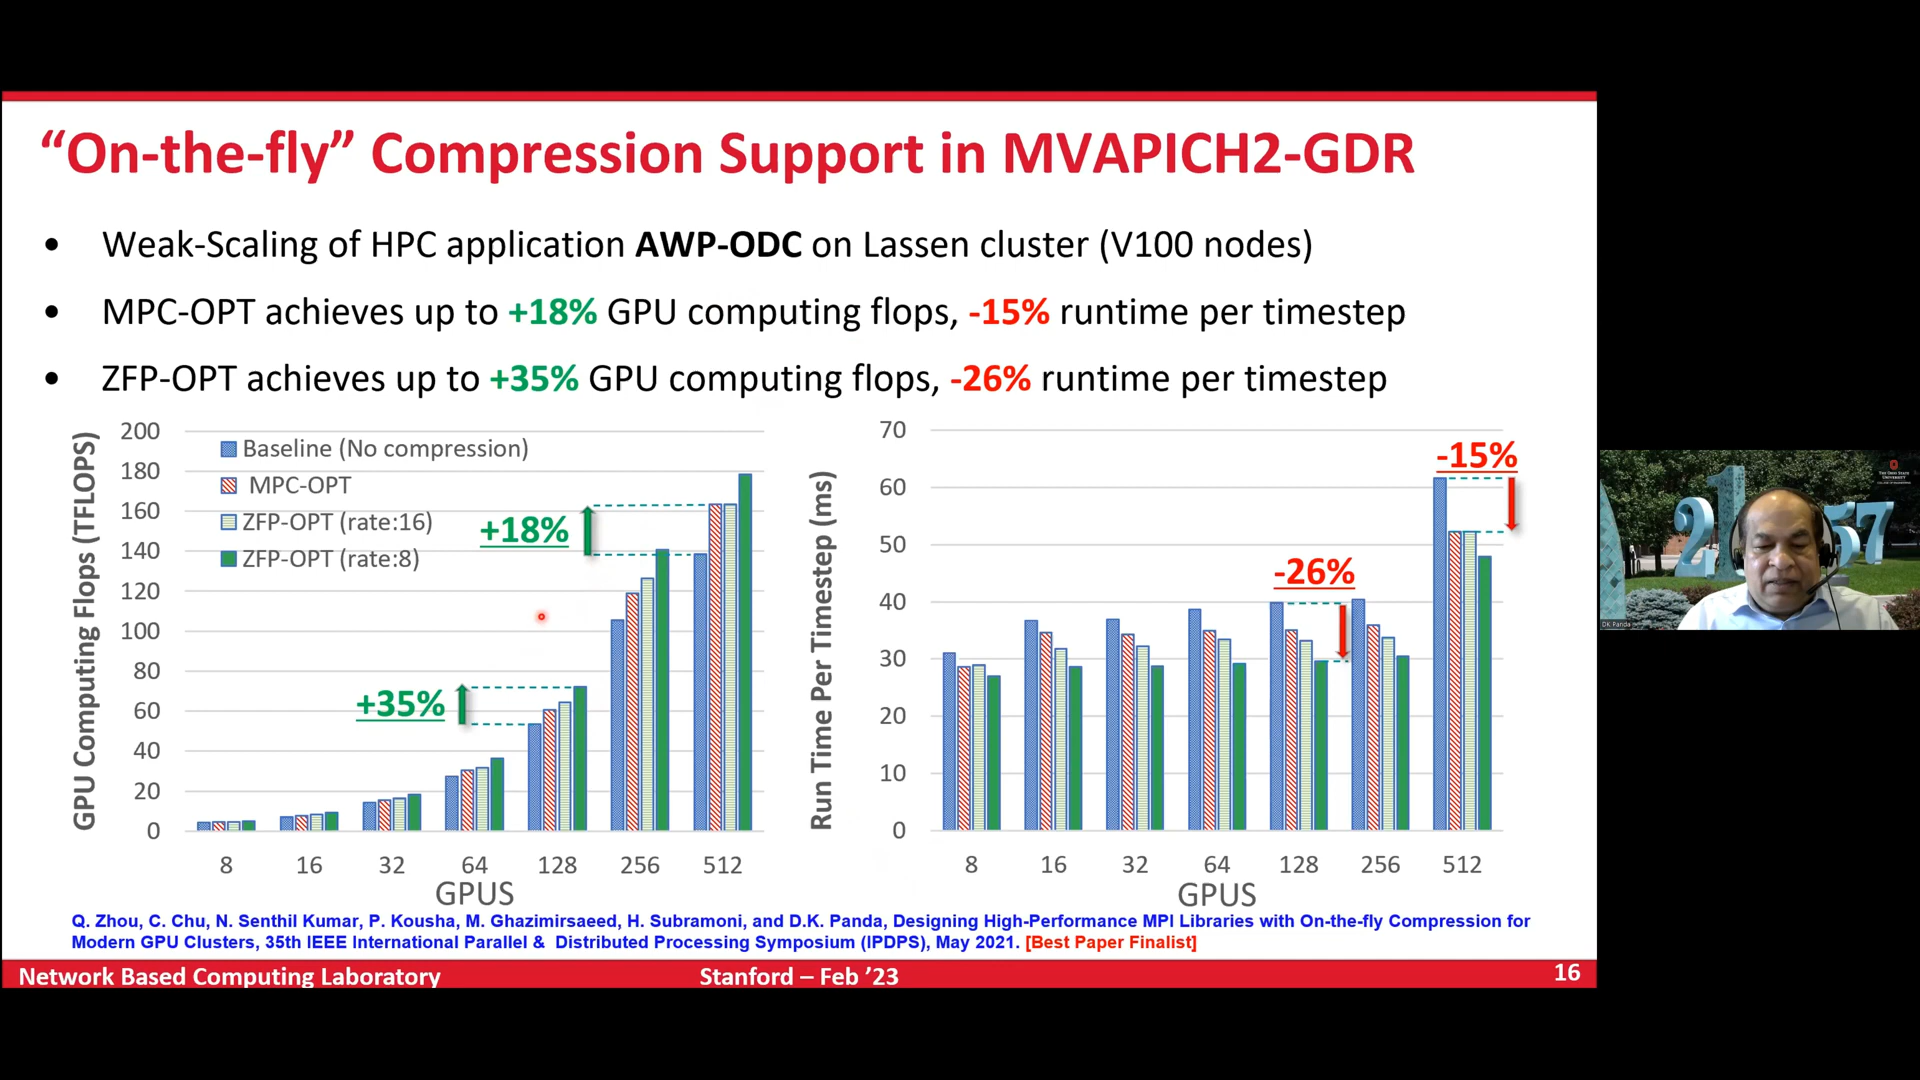 “On-the-fly” Compression Support in MVAPICH2-GDR
• Weak-Scaling of HPC application AWP-ODC on Lassen cluster (V100 nodes)
• MPC-OPT achieves up to +18% GPU computing flops, -15% runtime per timestep
• ZFP-OPT achieves up to +35% GPU computing flops, -26% runtime per timestep
GPU Computing Flops (TFLOPS)
200
180
160
140
120
100
80
60
40
20
0
Baseline (No compression)
MPC-OPT
ZFP-OPT (rate:16)
ZFP-OPT (rate:8)
+18%
+35%
8 16 32 64 128 256 512
GPUS
Run Time Per Timestep (ms)
70
60
50
40
30
20
10
0
-15%
-26%
8 16 32 64 128 256 512
GPUS
Q. Zhou, C. Chu, N. Senthil Kumar, P. Kousha, M. Ghazimirsaeed, H. Subramoni, and D.K. Panda, Designing High-Performance MPI Libraries with On-the-fly Compression for
Modern GPU Clusters, 35th IEEE International Parallel & Distributed Processing Symposium (IPDPS), May 2021. [Best Paper Finalist]
Network Based Computing Laboratory
Stanford – Feb ’23
16
DK Panda